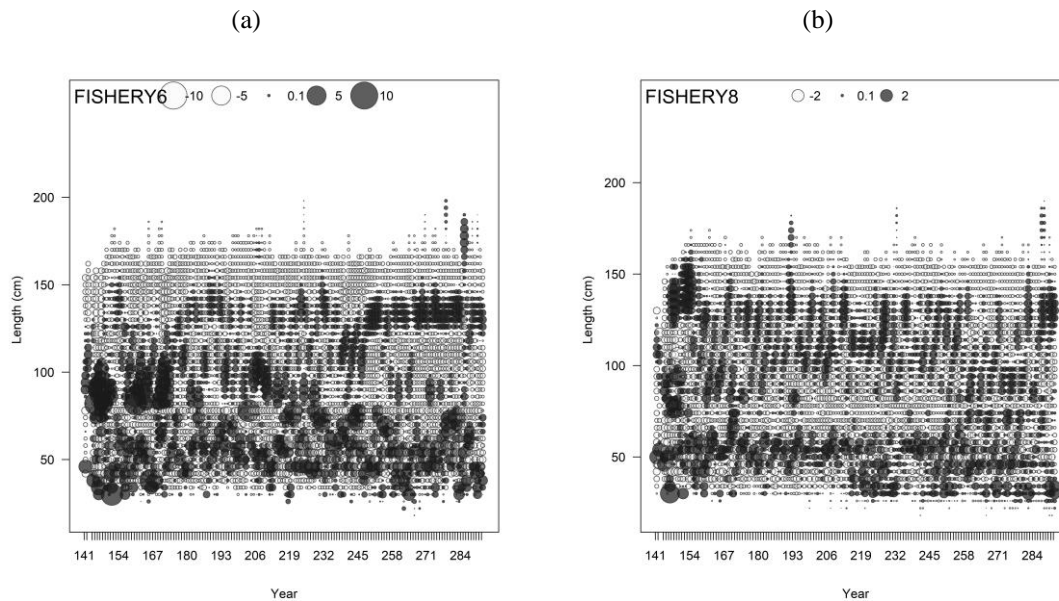 (a) (b)
FISHERY6 -10 -5 0.1 5 10
FISHERY8 -2 0.1 2
Length (cm)
200
150
100
50
141 154 167 180 193 206 219 232 245 258 271 284
Year
Length (cm)
200
150
100
50
141 154 167 180 193 206 219 232 245 258 271 284
Year